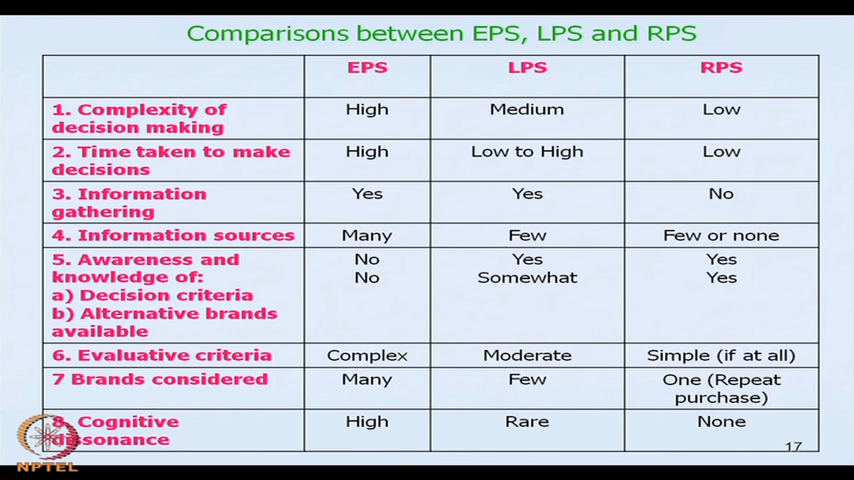 Comparisons between EPS, LPS and RPS
EPS LPS RPS
1. Complexity of High Medium Low
decision making
2. Time taken to make High Low to High Low
decisions
3. Information Yes Yes No
gathering
4. Information sources Many Few Few or none
5. Awareness and No Yes Yes
knowledge of: No Somewhat Yes
a) Decision criteria
b) Alternative brands
available
6. Evaluative criteria Complex Moderate Simple (if at all)
7 Brands considered Many Few One (Repeat
purchase)
8. Cognitive High Rare None
dissonance
17
NPTEL